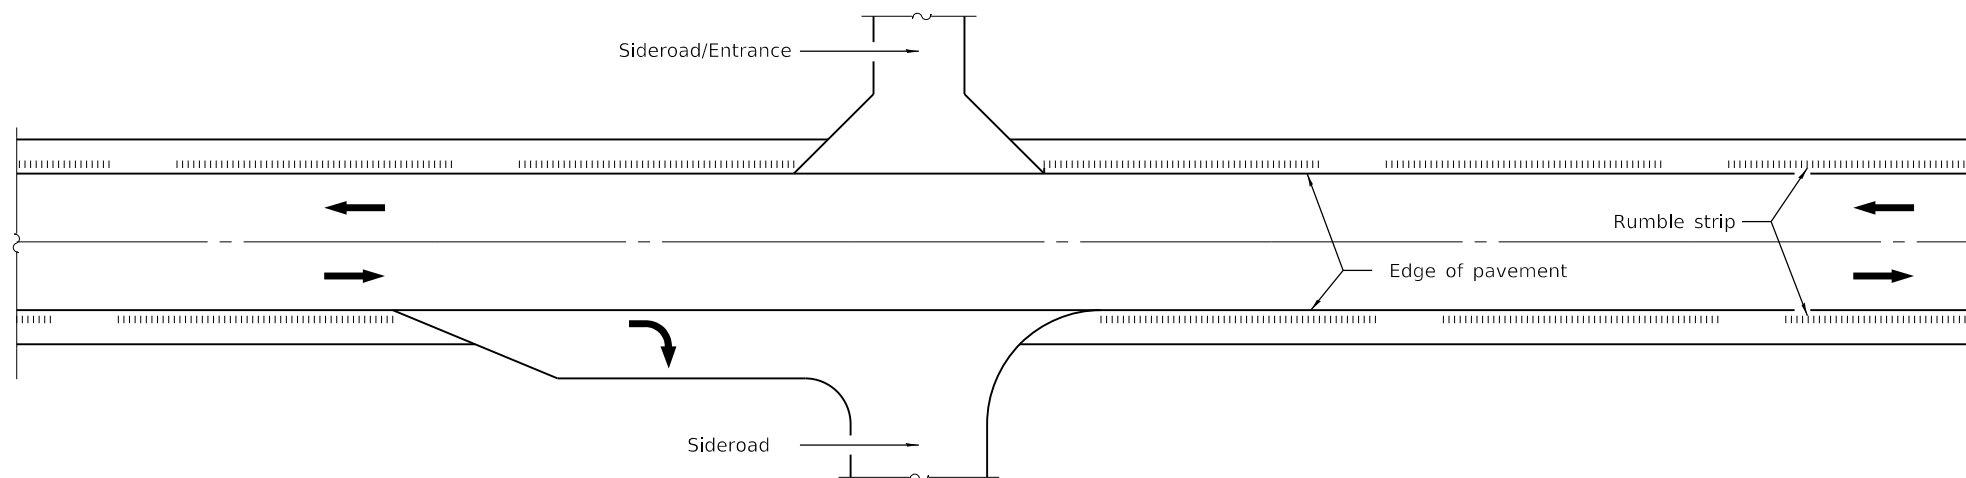 Sideroad/Entrance
Rumble strip
Edge of pavement
Sideroad